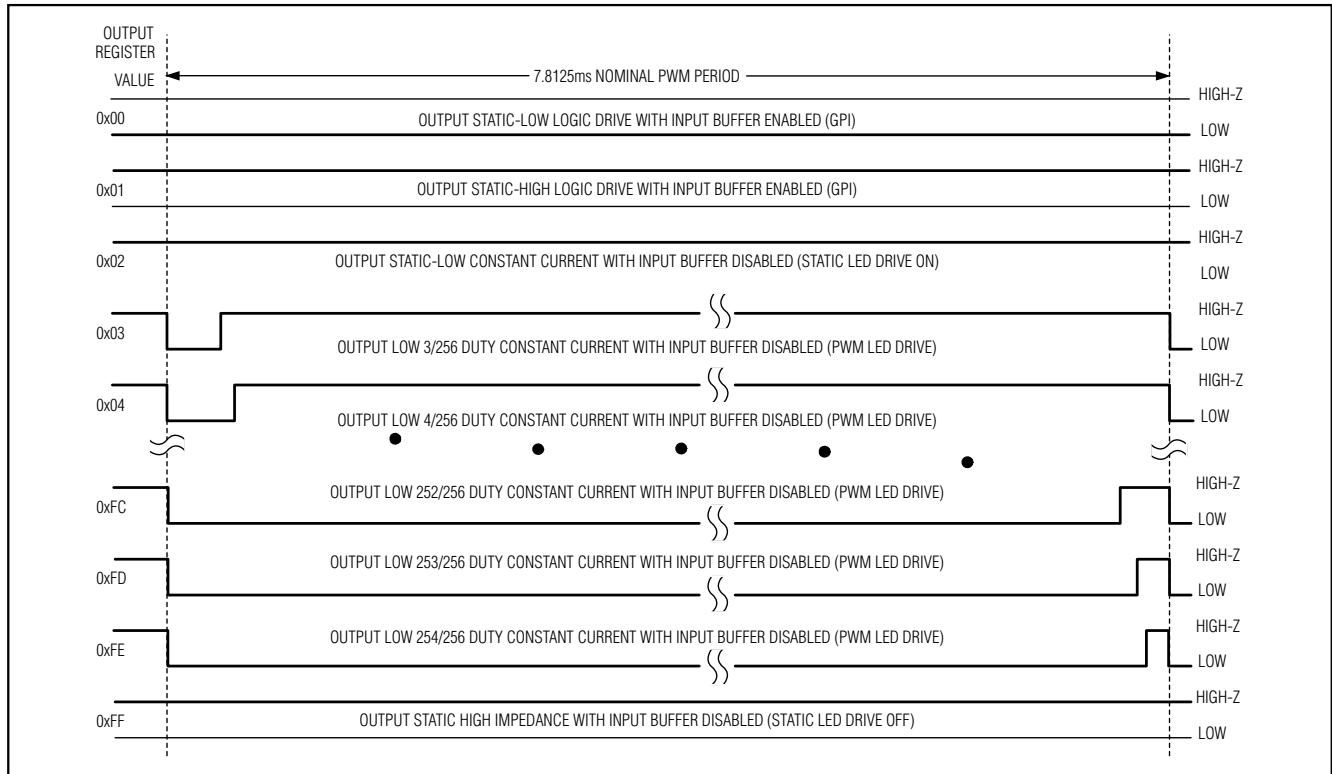 OUTPUT
REGISTER
VALUE
7.8125ms NOMINAL PWM PERIOD
HIGH-Z
0x00
OUTPUT STATIC-LOW LOGIC DRIVE WITH INPUT BUFFER ENABLED (GPI)
LOW
HIGH-Z
0x01
OUTPUT STATIC-HIGH LOGIC DRIVE WITH INPUT BUFFER ENABLED (GPI)
LOW
HIGH-Z
0x02
OUTPUT STATIC-LOW CONSTANT CURRENT WITH INPUT BUFFER DISABLED (STATIC LED DRIVE ON)
LOW
HIGH-Z
0x03
OUTPUT LOW 3/256 DUTY CONSTANT CURRENT WITH INPUT BUFFER DISABLED (PWM LED DRIVE)
LOW
HIGH-Z
0x04
OUTPUT LOW 4/256 DUTY CONSTANT CURRENT WITH INPUT BUFFER DISABLED (PWM LED DRIVE)
LOW
HIGH-Z
0xFC
OUTPUT LOW 252/256 DUTY CONSTANT CURRENT WITH INPUT BUFFER DISABLED (PWM LED DRIVE)
LOW
HIGH-Z
0xFD
OUTPUT LOW 253/256 DUTY CONSTANT CURRENT WITH INPUT BUFFER DISABLED (PWM LED DRIVE)
LOW
HIGH-Z
0xFE
OUTPUT LOW 254/256 DUTY CONSTANT CURRENT WITH INPUT BUFFER DISABLED (PWM LED DRIVE)
LOW
HIGH-Z
0xFF
OUTPUT STATIC HIGH IMPEDANCE WITH INPUT BUFFER DISABLED (STATIC LED DRIVE OFF)
LOW